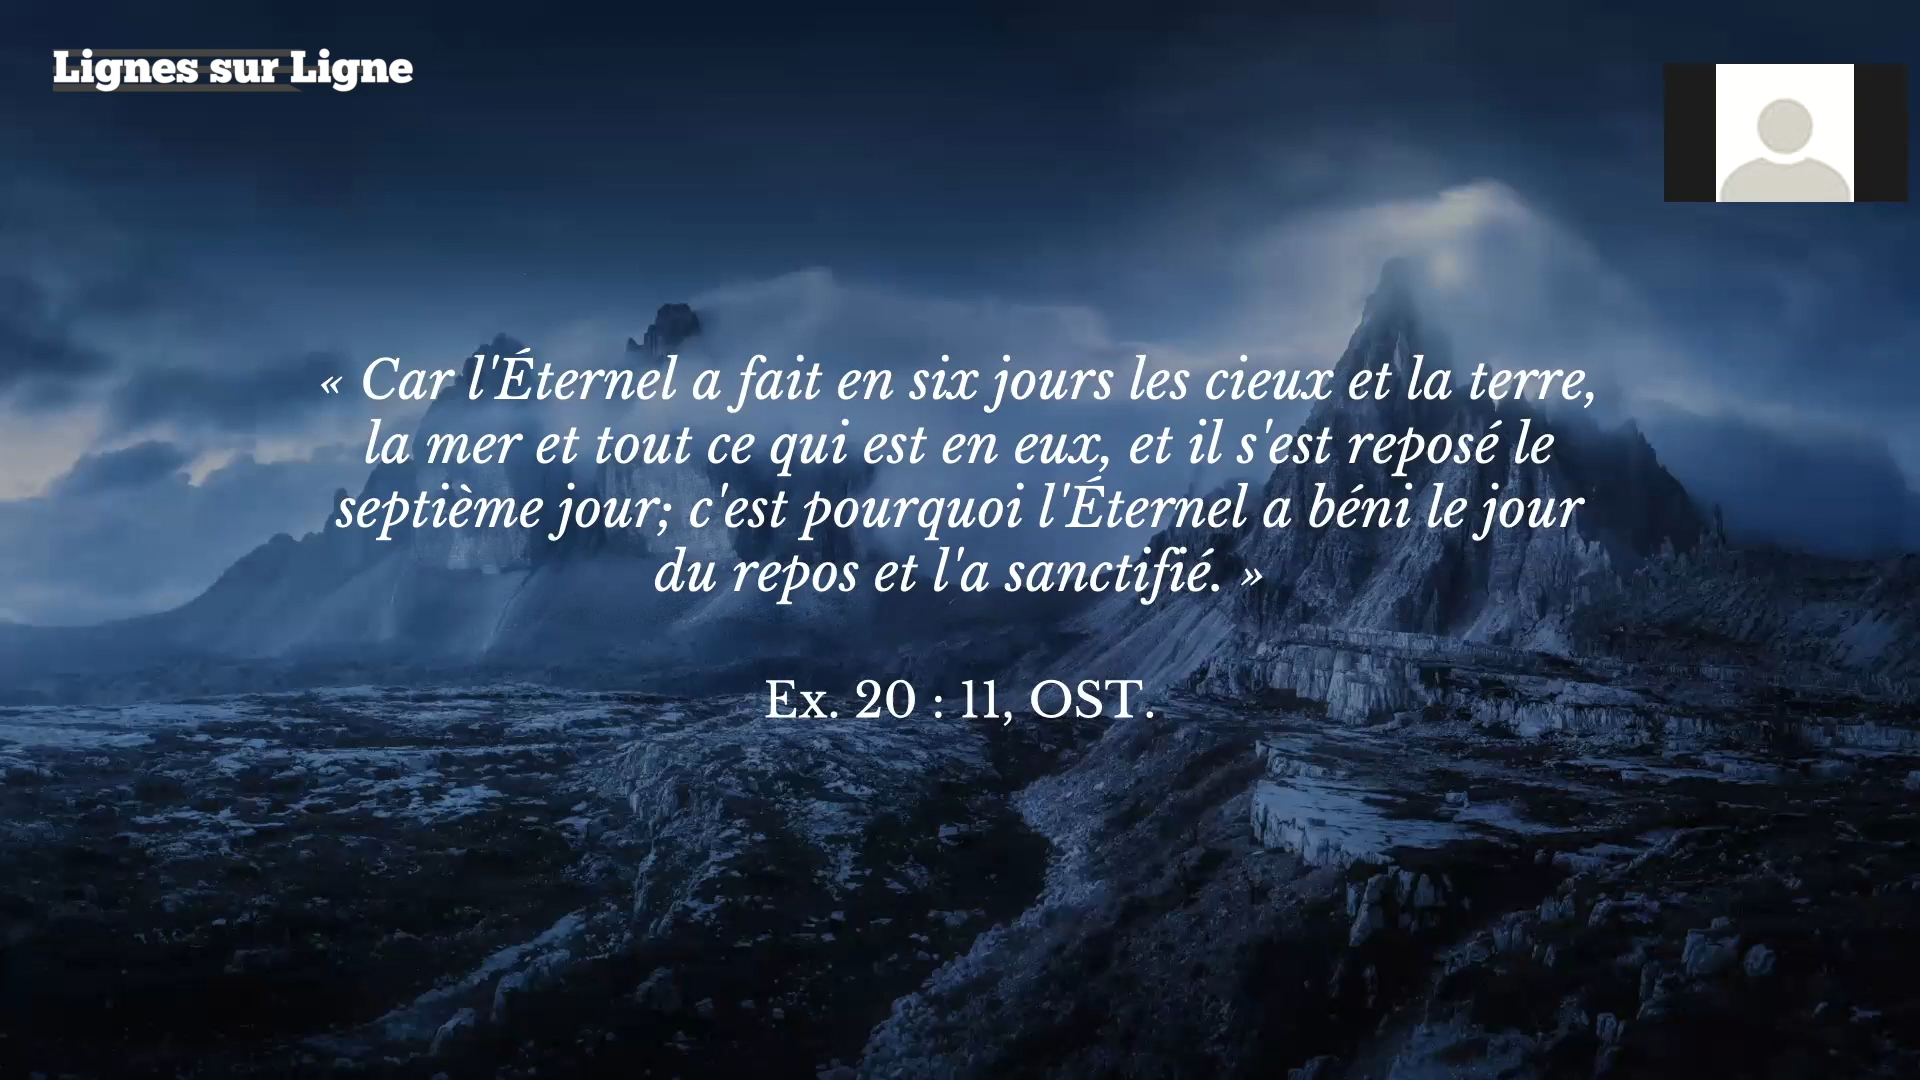 Lignes sur Ligne
« Car l'Éternel a fait en six jours les cieux et la terre,
la mer et tout ce qui est en eux, et il s'est reposé le
septième jour; c'est pourquoi l'Éternel a béni le jour
du repos et l'a sanctifié. »
Ex. 20 : 11, OST.